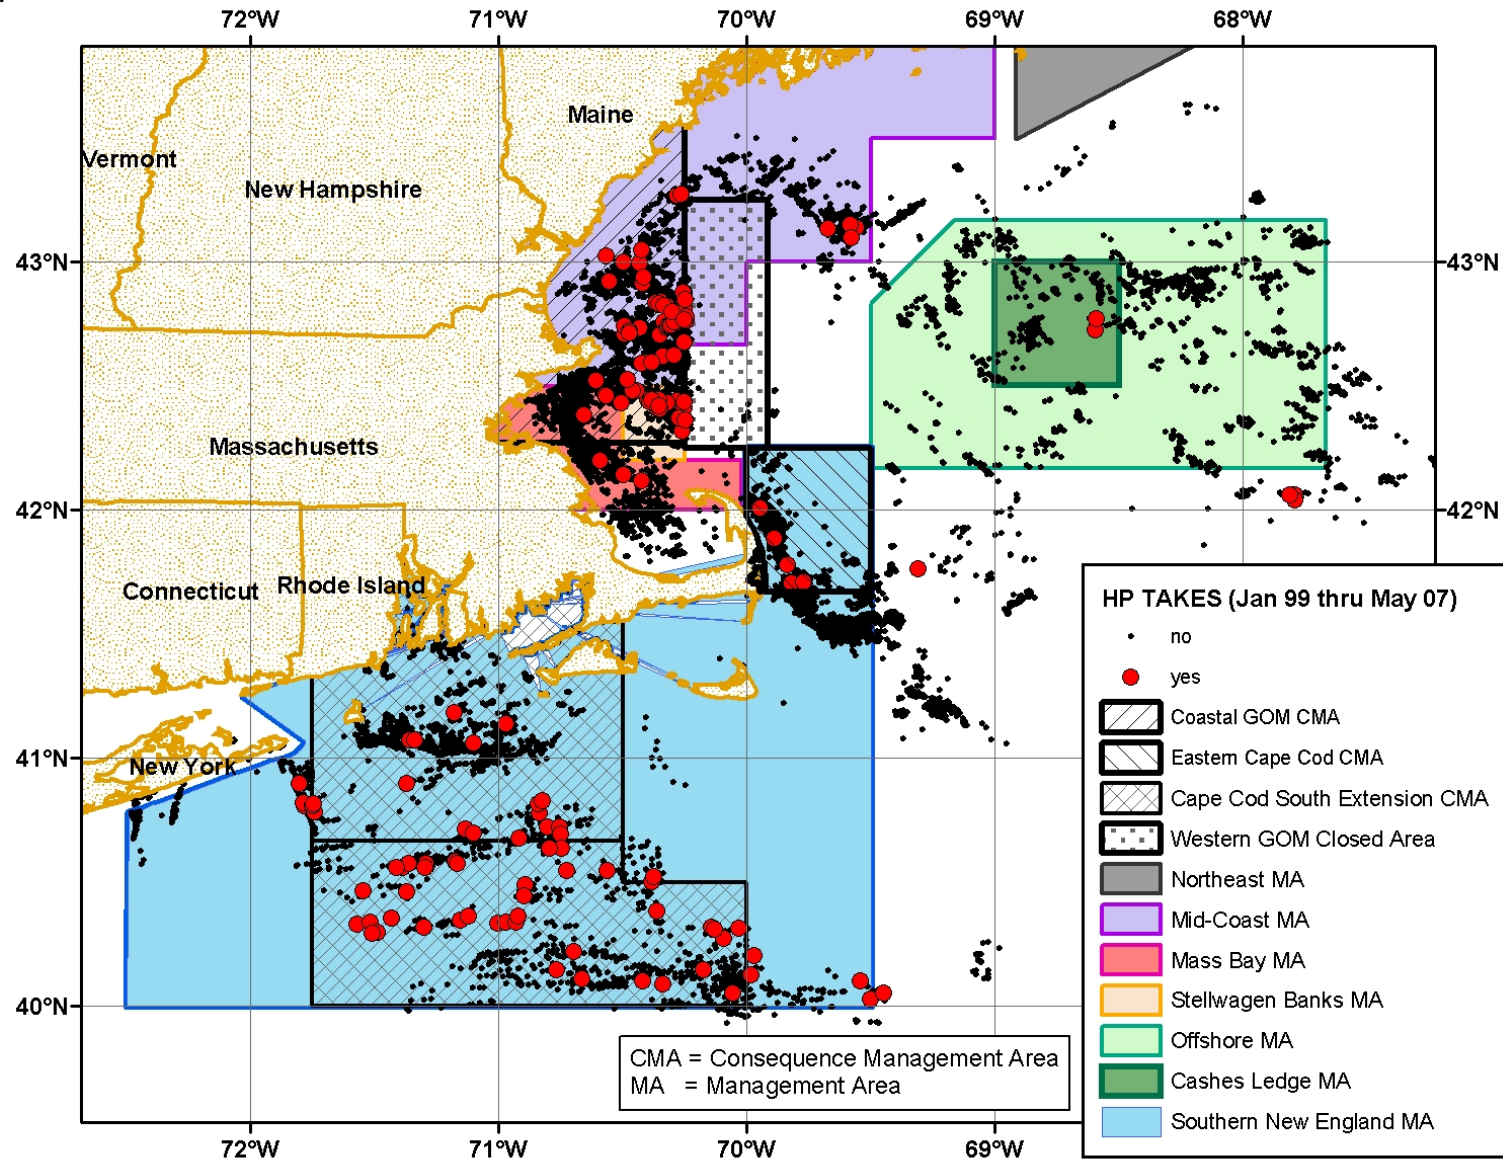 72°W 71°W 70°W 69°W 68°W
Maine
Vermont
New Hampshire
43°N 43°N
Massachusetts
42°N 42°N
Connecticut Rhode Island
HP TAKES (Jan 99 thru May 07)
no
yes
Coastal GOM CMA
41°N
Eastern Cape Cod CMA
New York
Cape Cod South Extension CMA
Western GOM Closed Area
Northeast MA
Mid-Coast MA
Mass Bay MA
40°N
Stellwagen Banks MA
Offshore MA
CMA = Consequence Management Area
MA = Management Area
Cashes Ledge MA
Southern New England MA
72°W 71°W 70°W 69°W